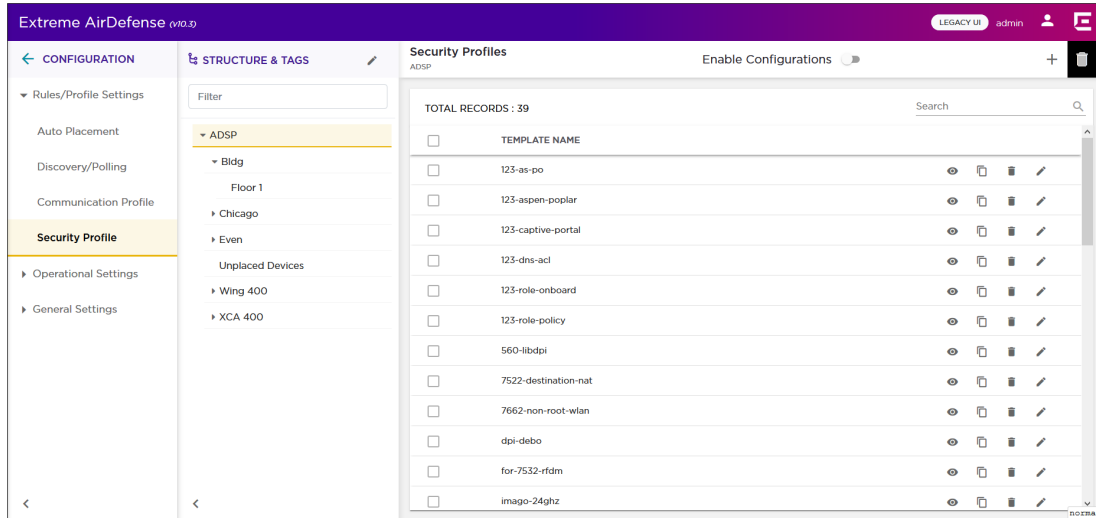 Extreme AirDefense (v10.3)
LEGACY UI admin
CONFIGURATION
Rules/Profile Settings
Auto Placement
Discovery/Polling
Communication Profile
Security Profile
Operational Settings
General Settings
STRUCTURE & TAGS
Filter
ADSP
Bldg
Floor 1
Chicago
Even
Unplaced Devices
Wing 400
XCA 400
Security Profiles
ADSP
Enable Configurations
TOTAL RECORDS : 39
Search
TEMPLATE NAME
123-as-po
123-aspen-poplar
123-captive-portal
123-dns-acl
123-role-onboard
123-role-policy
560-libdpi
7522-destination-nat
7662-non-root-wlan
dpi-debo
for-7532-rfdm
imago-24ghz
norma